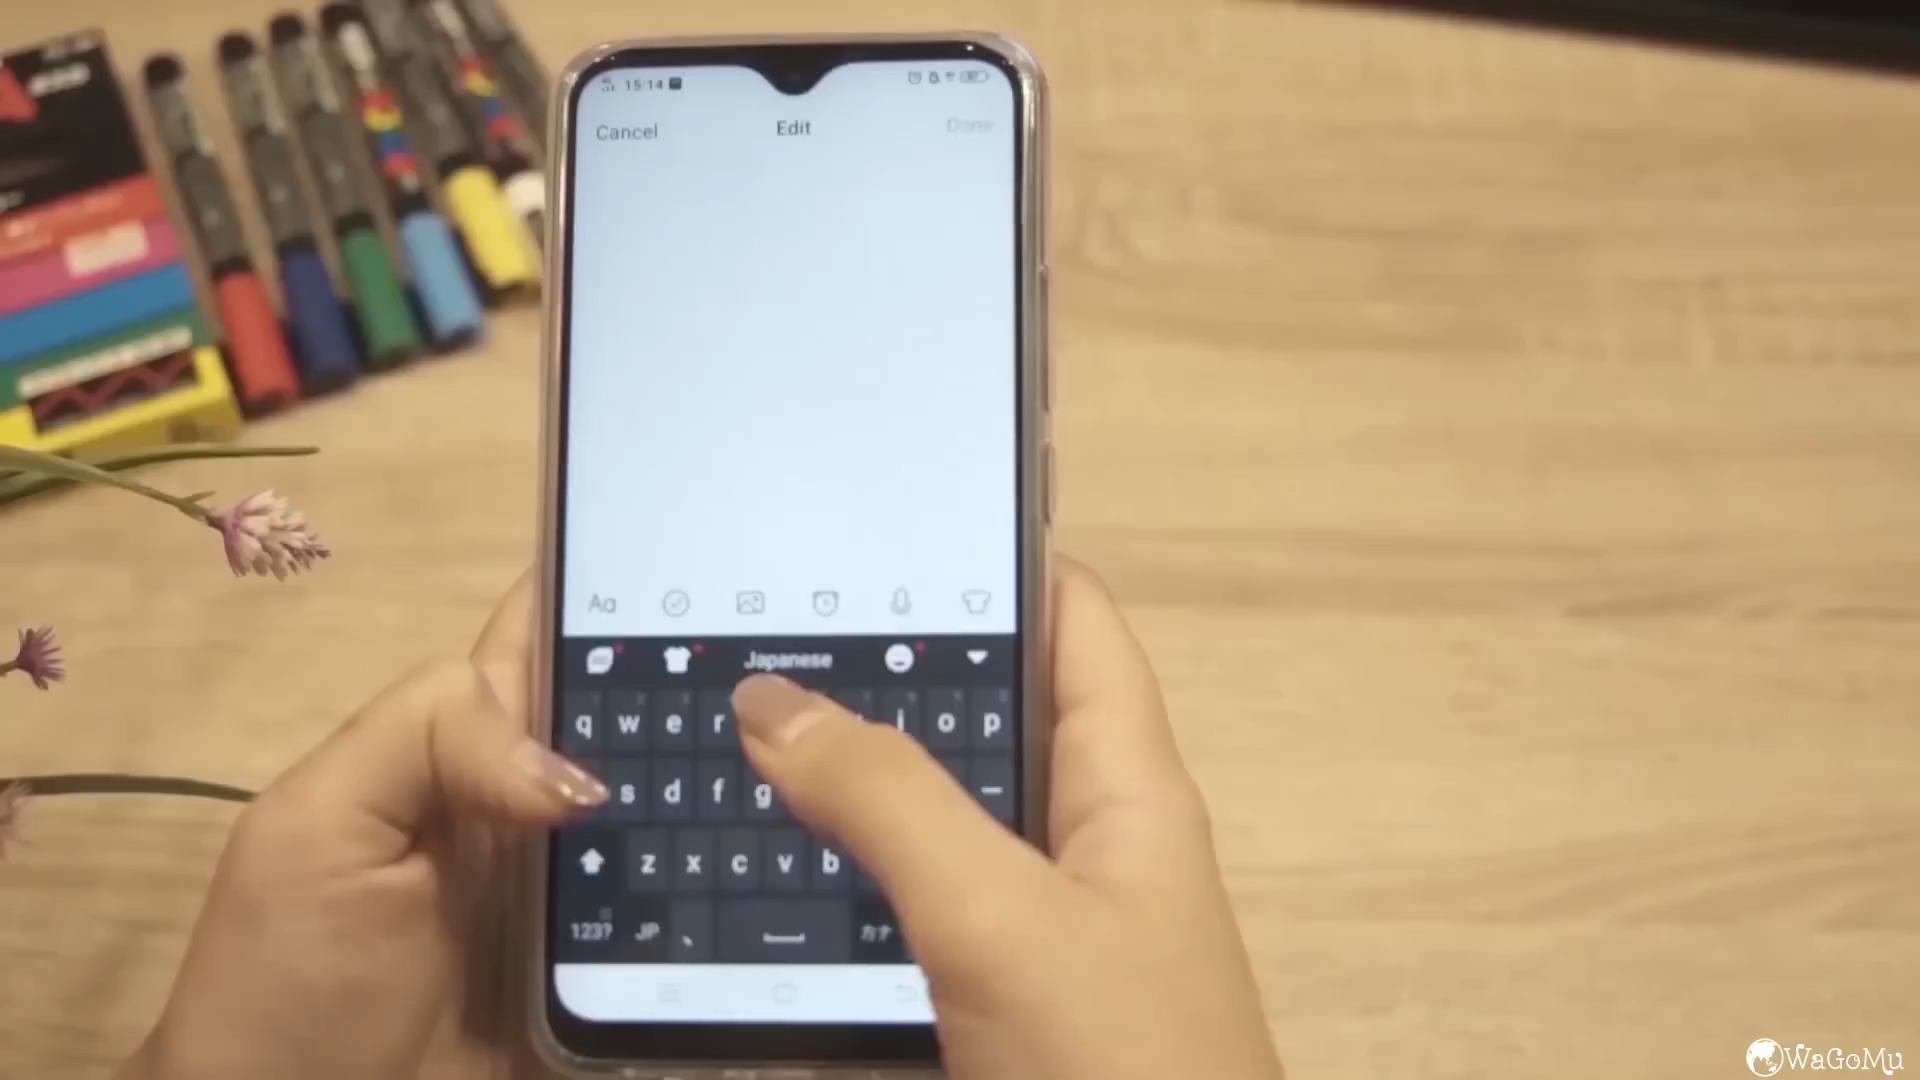 15:14
Cancel Edit Done
Aa
Japanese
q w e r i o p
s d f g
z x c v b
123? JP 、 カナ
WaGoMu